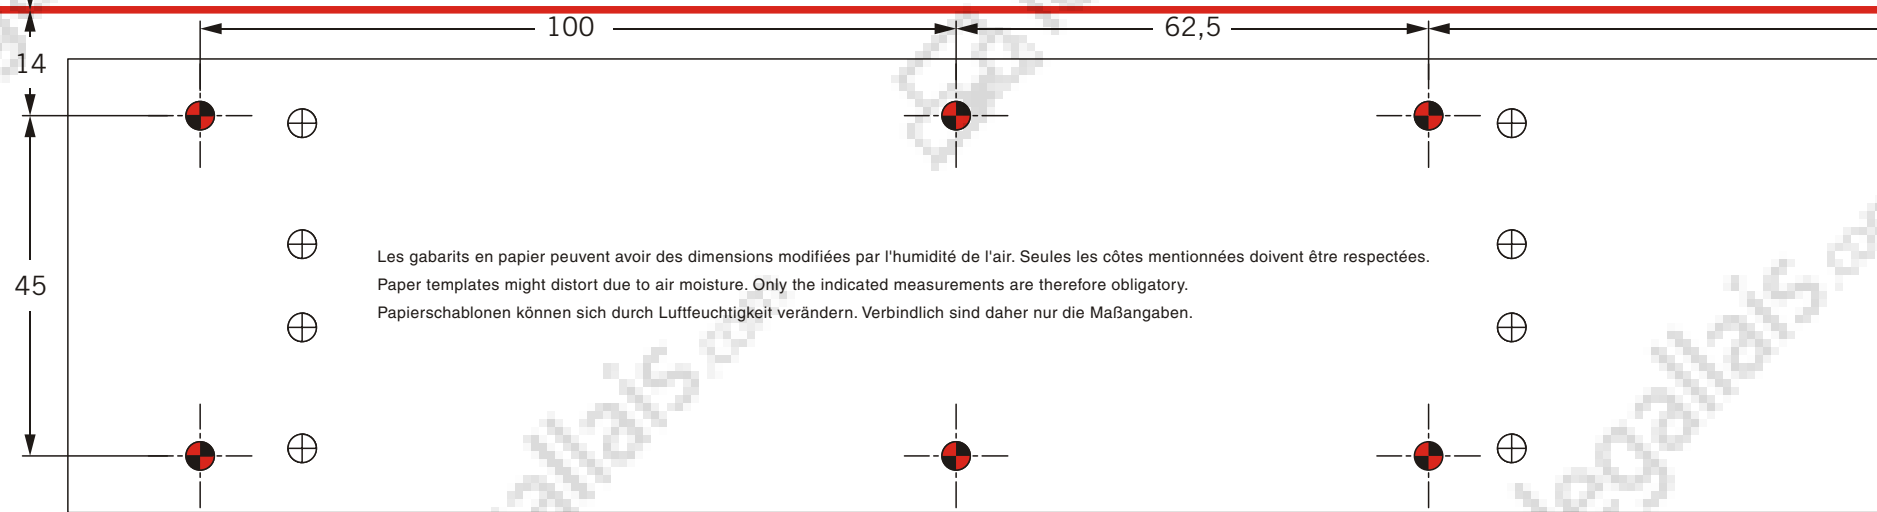 100
62,5
14
45
Les gabarits en papier peuvent avoir des dimensions modifiées par l'humidité de l'air. Seules les côtes mentionnées doivent être respectées.
Paper templates might distort due to air moisture. Only the indicated measurements are therefore obligatory.
Papierschablonen können sich durch Luftfeuchtigkeit verändern. Verbindlich sind daher nur die Maßangaben.
legallais